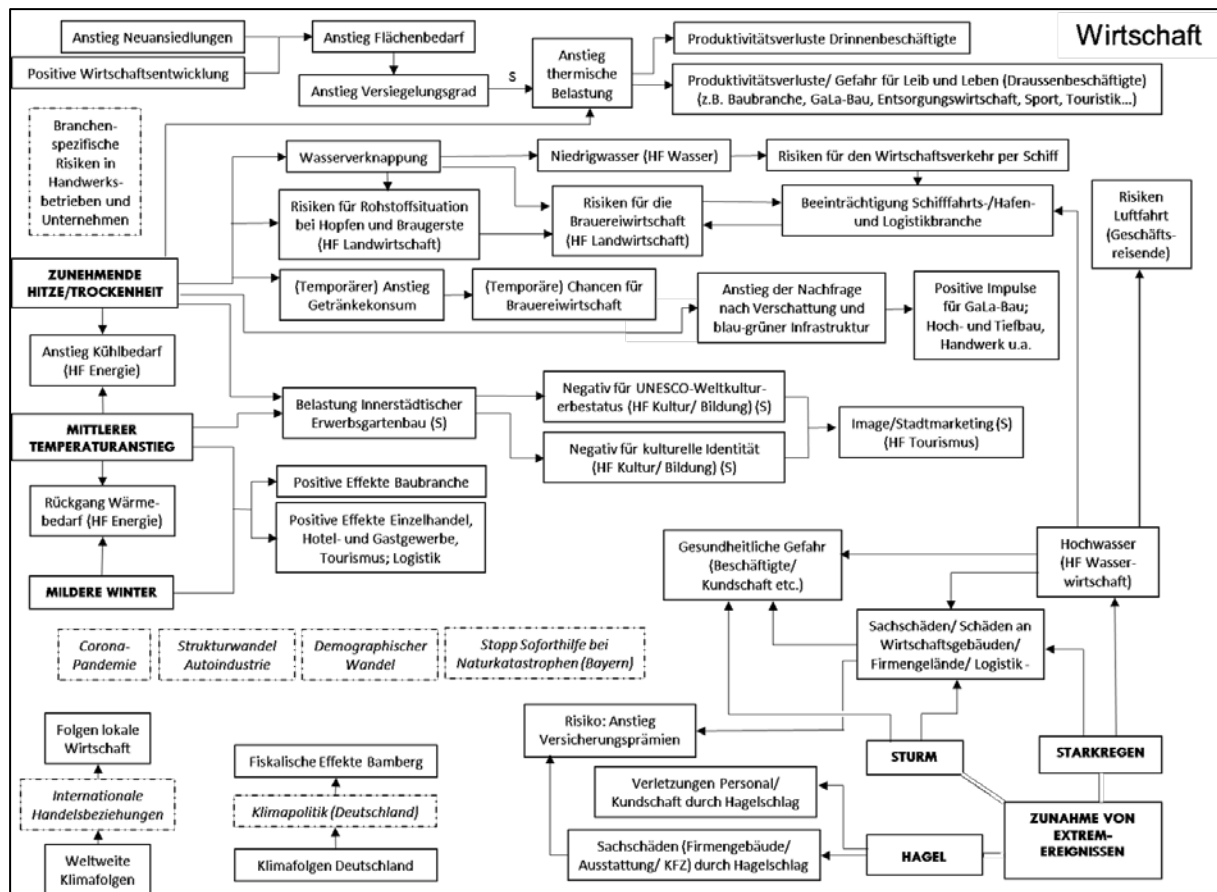 Wirtschaft
Anstieg Neuansiedlungen
Positive Wirtschaftsentwicklung
Anstieg Flächenbedarf
Anstieg Versiegelungsgrad
S
Anstieg
thermische
Belastung
Produktivitätsverluste Drinnenbeschäftigte
Produktivitätsverluste/ Gefahr für Leib und Leben (Draussenbeschäftigte)
(z.B. Baubranche, GaLa-Bau, Entsorgungswirtschaft, Sport, Touristik...)
Branchen-
spezifische
Risiken in
Handwerks-
betrieben und
Unternehmen
Wasserverknappung
Niedrigwasser (HF Wasser)
Risiken für den Wirtschaftsverkehr per Schiff
Risiken für Rohstoffsituation
bei Hopfen und Braugerste
(HF Landwirtschaft)
Risiken für die
Brauereiwirtschaft
(HF Landwirtschaft)
Beeinträchtigung Schifffahrts-/Hafen-
und Logistikbranche
Risiken
Luftfahrt
(Geschäfts-
reisende)
ZUNEHMENDE
HITZE/TROCKENHEIT
(Temporärer) Anstieg
Getränkekonsum
(Temporäre) Chancen für
Brauereiwirtschaft
Anstieg der Nachfrage
nach Verschattung und
blau-grüner Infrastruktur
Positive Impulse
für GaLa-Bau;
Hoch- und Tiefbau,
Handwerk u.a.
Anstieg Kühlbedarf
(HF Energie)
MITTLERER
TEMPERATURANSTIEG
Belastung Innerstädtischer
Erwerbsgartenbau (S)
Negativ für UNESCO-Weltkultur-
erbestatus (HF Kultur/ Bildung) (S)
Negativ für kulturelle Identität
(HF Kultur/ Bildung) (S)
Image/Stadtmarketing (S)
(HF Tourismus)
Rückgang Wärme-
bedarf (HF Energie)
MILDERE WINTER
Positive Effekte Baubranche
Positive Effekte Einzelhandel,
Hotel- und Gastgewerbe,
Tourismus; Logistik
Gesundheitliche Gefahr
(Beschäftigte/
Kundschaft etc.)
Hochwasser
(HF Wasser-
wirtschaft)
Sachschäden/ Schäden an
Wirtschaftsgebäuden/
Firmengelände/ Logistik -
Corona-
Pandemie
Strukturwandel
Autoindustrie
Demographischer
Wandel
Stopp Soforthilfe bei
Naturkatastrophen (Bayern)
Folgen lokale
Wirtschaft
Internationale
Handelsbeziehungen
Weltweite
Klimafolgen
Fiskalische Effekte Bamberg
Klimapolitik (Deutschland)
Klimafolgen Deutschland
Risiko: Anstieg
Versicherungsprämien
STURM
STARKREGEN
Verletzungen Personal/
Kundschaft durch Hagelschlag
Sachschäden (Firmengebäude/
Ausstattung/ KFZ) durch Hagelschlag
HAGEL
ZUNAHME VON
EXTREM-
EREIGNISSEN